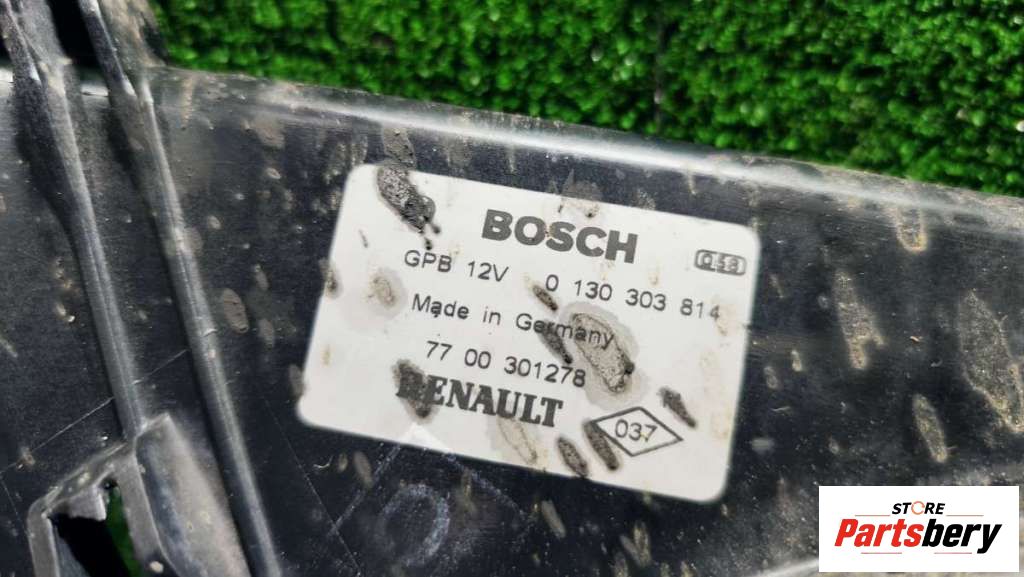 BOSCH
GPB 12V 0 130 303 814
Made in Germany
77 00 301278
RENAULT
037
STORE
Partsbery